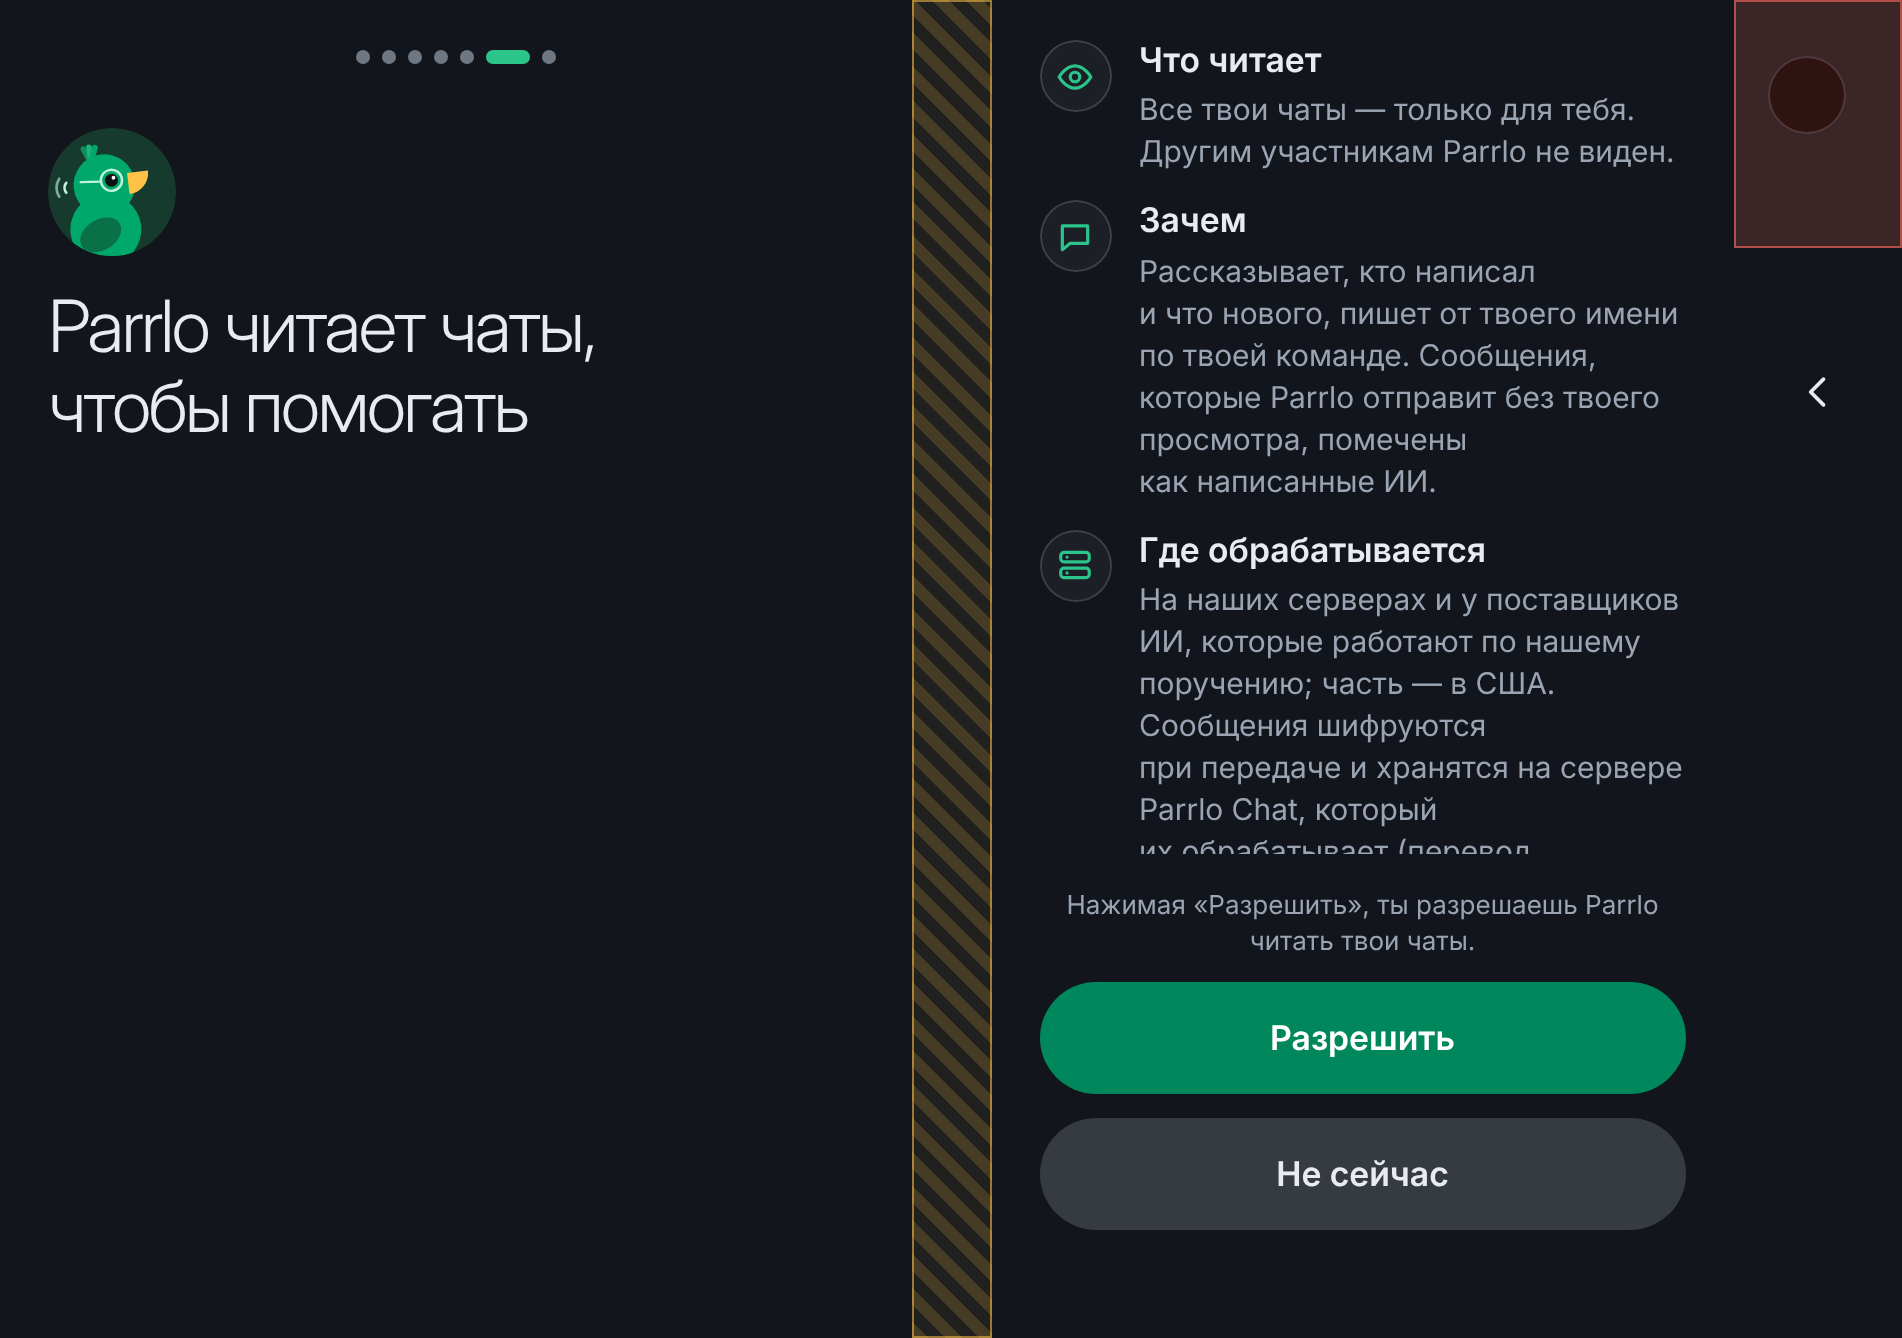 Parrlo читает чаты,
чтобы помогать
Что читает
Все твои чаты — только для тебя.
Другим участникам Parrlo не виден.
Зачем
Рассказывает, кто написал
и что нового, пишет от твоего имени
по твоей команде. Сообщения,
которые Parrlo отправит без твоего
просмотра, помечены
как написанные ИИ.
Где обрабатывается
На наших серверах и у поставщиков
ИИ, которые работают по нашему
поручению; часть — в США.
Сообщения шифруются
при передаче и хранятся на сервере
Parrlo Chat, который
их обрабатывает (перевод
Нажимая «Разрешить», ты разрешаешь Parrlo
читать твои чаты.
Разрешить
Не сейчас